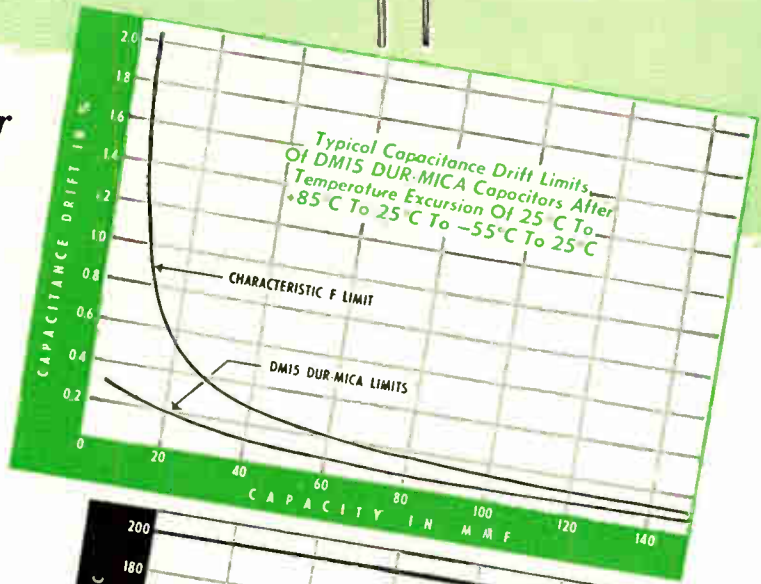 r
2.0
1.8
1.6
1.4
1.2
1.0
0.8
0.6
0.4
0.2
0
CAPACITANCE DRIFT IN %
Typical Capacitance Drift Limits
Of DM15 DUR-MICA Capacitors After
Temperature Excursion Of 25°C To
+85°C To 25°C To –55°C To 25°C
CHARACTERISTIC F LIMIT
DM15 DUR-MICA LIMITS
20 40 60 80 100 120 140
CAPACITY IN MMF
200
180
C